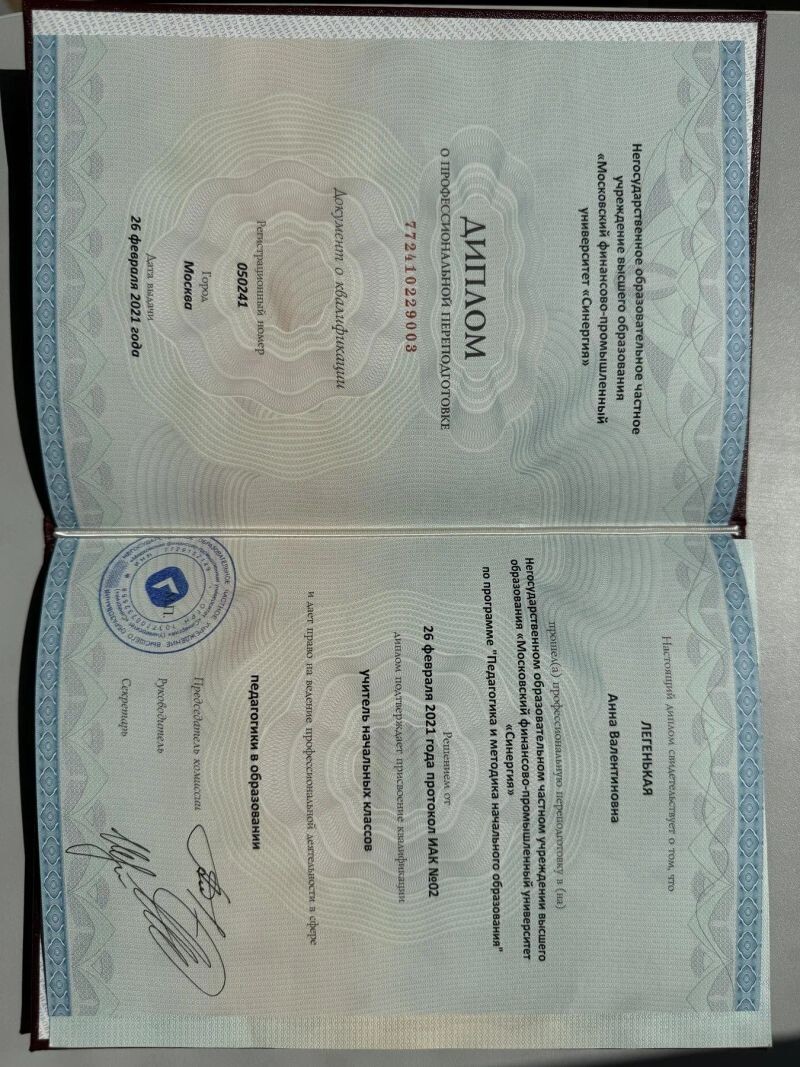 Негосударственное образовательное частное
учреждение высшего образования
«Московский финансово-промышленный
университет «Синергия»
ДИПЛОМ
О ПРОФЕССИОНАЛЬНОЙ ПЕРЕПОДГОТОВКЕ
772410229003
Документ о квалификации
Регистрационный номер
050241
Город
Москва
Дата выдачи
26 февраля 2021 года
Настоящий диплом свидетельствует о том, что
ЛЕГЕНЬКАЯ
Анна Валентиновна
прошел(а) профессиональную переподготовку в (на)
Негосударственном образовательном частном учреждении высшего
образования «Московский финансово-промышленный университет
«Синергия»
по программе "Педагогика и методика начального образования"
Решением от
26 февраля 2021 года протокол ИАК №02
диплом подтверждает присвоение квалификации
учитель начальных классов
и дает право на ведение профессиональной деятельности в сфере
педагогики в образовании
Председатель комиссии
Руководитель
Секретарь
М.П.